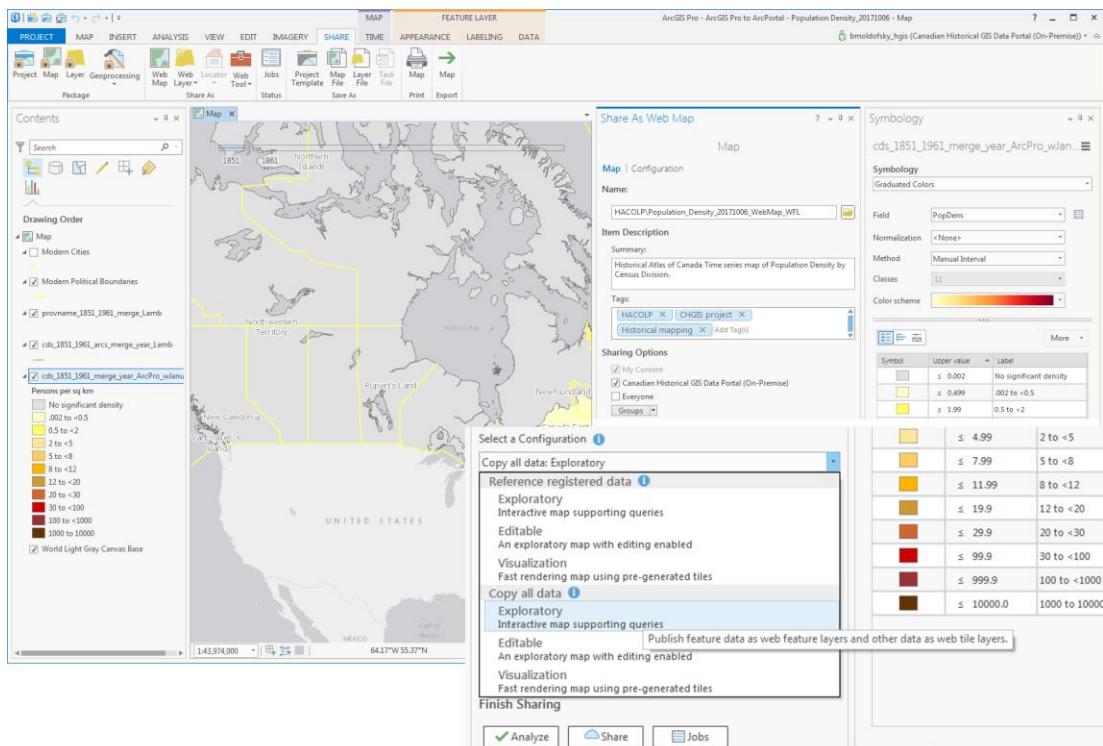 MAP
FEATURE LAYER
ArcGIS Pro - ArcGIS Pro to ArcPortal - Population Density_20171006 - Map
PROJECT MAP INSERT ANALYSIS VIEW EDIT IMAGERY SHARE TIME APPEARANCE LABELING DATA
bmoldofsky_hgis (Canadian Historical GIS Data Portal (On-Premise))
Project Map Layer Geoprocessing Web Map Web Layer Locator Web Tool Jobs Project Template Map File Layer File Task File Map Map
Package Share As Status Save As Print Export
Contents
Search
Drawing Order
Map
Modern Cities
Modern Political Boundaries
provname_1851_1961_merge_Lamb
cds_1851_1961_arcs_merge_year_Lamb
cds_1851_1961_merge_year_ArcPro_wJanu
Persons per sq km
No significant density
.002 to <0.5
0.5 to <2
2 to <5
5 to <8
8 to <12
12 to <20
20 to <30
30 to <100
100 to <1000
1000 to 10000
World Light Gray Canvas Base
Map
1851 1861
Northern
Islands
North-western
Territory
Hudson Bay
Rupert's Land
Newfoundland
New Caledonia
Vancouver's
Islands
Canada East
UNITED STATES
Gulf of
Mexico
MÉXICO
1:43,974,000
64.17°W 55.37°N
Share As Web Map
Map
Map | Configuration
Name:
HACOLP\Population_Density_20171006_WebMap_WFL
Item Description
Summary:
Historical Atlas of Canada Time series map of Population Density by
Census Division.
Tags:
HACOLP CHGIS project
Historical mapping Add Tag(s)
Sharing Options
My Content
Canadian Historical GIS Data Portal (On-Premise)
Everyone
Groups
Select a Configuration
Copy all data: Exploratory
Reference registered data
Exploratory
Interactive map supporting queries
Editable
An exploratory map with editing enabled
Visualization
Fast rendering map using pre-generated tiles
Copy all data
Exploratory
Interactive map supporting queries
Publish feature data as web feature layers and other data as web tile layers.
Editable
An exploratory map with editing enabled
Visualization
Fast rendering map using pre-generated tiles
Finish Sharing
Analyze Share Jobs
Symbology
cds_1851_1961_merge_year_ArcPro_wJan...
Symbology
Graduated Colors
Field PopDens
Normalization <None>
Method Manual Interval
Classes 11
Color scheme
More
Symbol Upper value Label
≤ 0.002 No significant density
≤ 0.499 .002 to <0.5
≤ 1.99 0.5 to <2
≤ 4.99 2 to <5
≤ 7.99 5 to <8
≤ 11.99 8 to <12
≤ 19.9 12 to <20
≤ 29.9 20 to <30
≤ 99.9 30 to <100
≤ 999.9 100 to <1000
≤ 10000.0 1000 to 10000